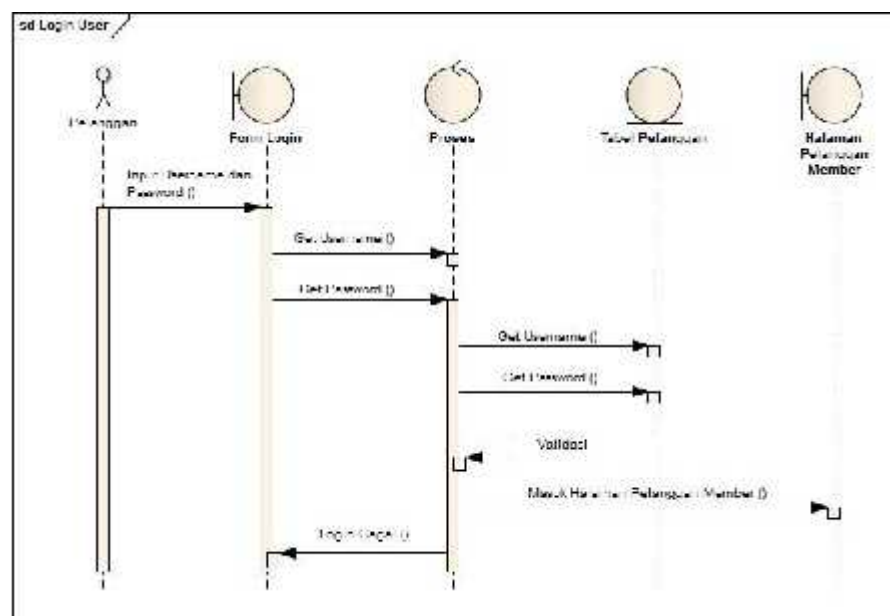 sd Login User
Pelanggan
Form Login
Proses
Tabel Pelanggan
Halaman
Pelanggan
Member
Input Username dan
Password ()
Get Username ()
Get Password ()
Get Username ()
Get Password ()
Validasi
Masuk Halaman Pelanggan Member ()
Login Gagal ()